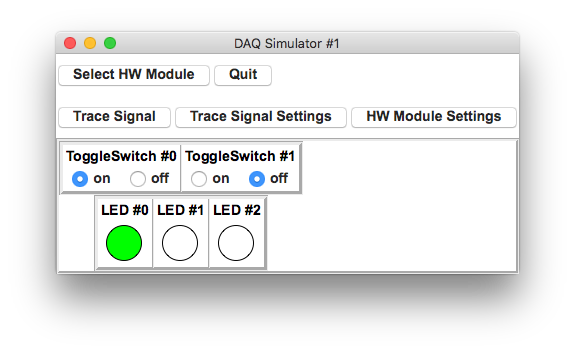 DAQ Simulator #1
Select HW Module Quit
Trace Signal Trace Signal Settings HW Module Settings
ToggleSwitch #0 ToggleSwitch #1
on off on off
LED #0 LED #1 LED #2